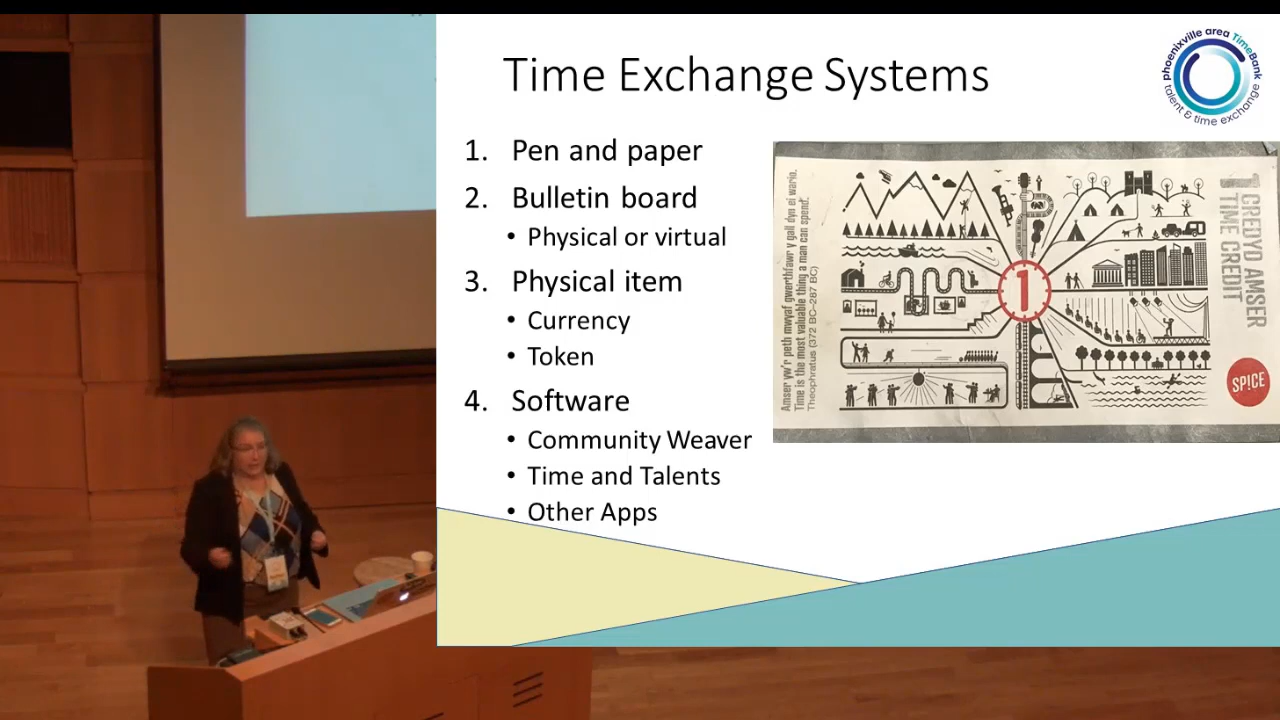 Time Exchange Systems
phoenixville area TimeBank
talent & time exchange
1. Pen and paper
2. Bulletin board
• Physical or virtual
3. Physical item
• Currency
• Token
4. Software
• Community Weaver
• Time and Talents
• Other Apps
Amser yw'r peth mwyaf gwerthfawr y gall dyn ei wario.
Time is the most valuable thing a man can spend.
Theophratus (372 BC–287 BC)
1
1 CREDYD AMSER
TIME CREDIT
SPICE